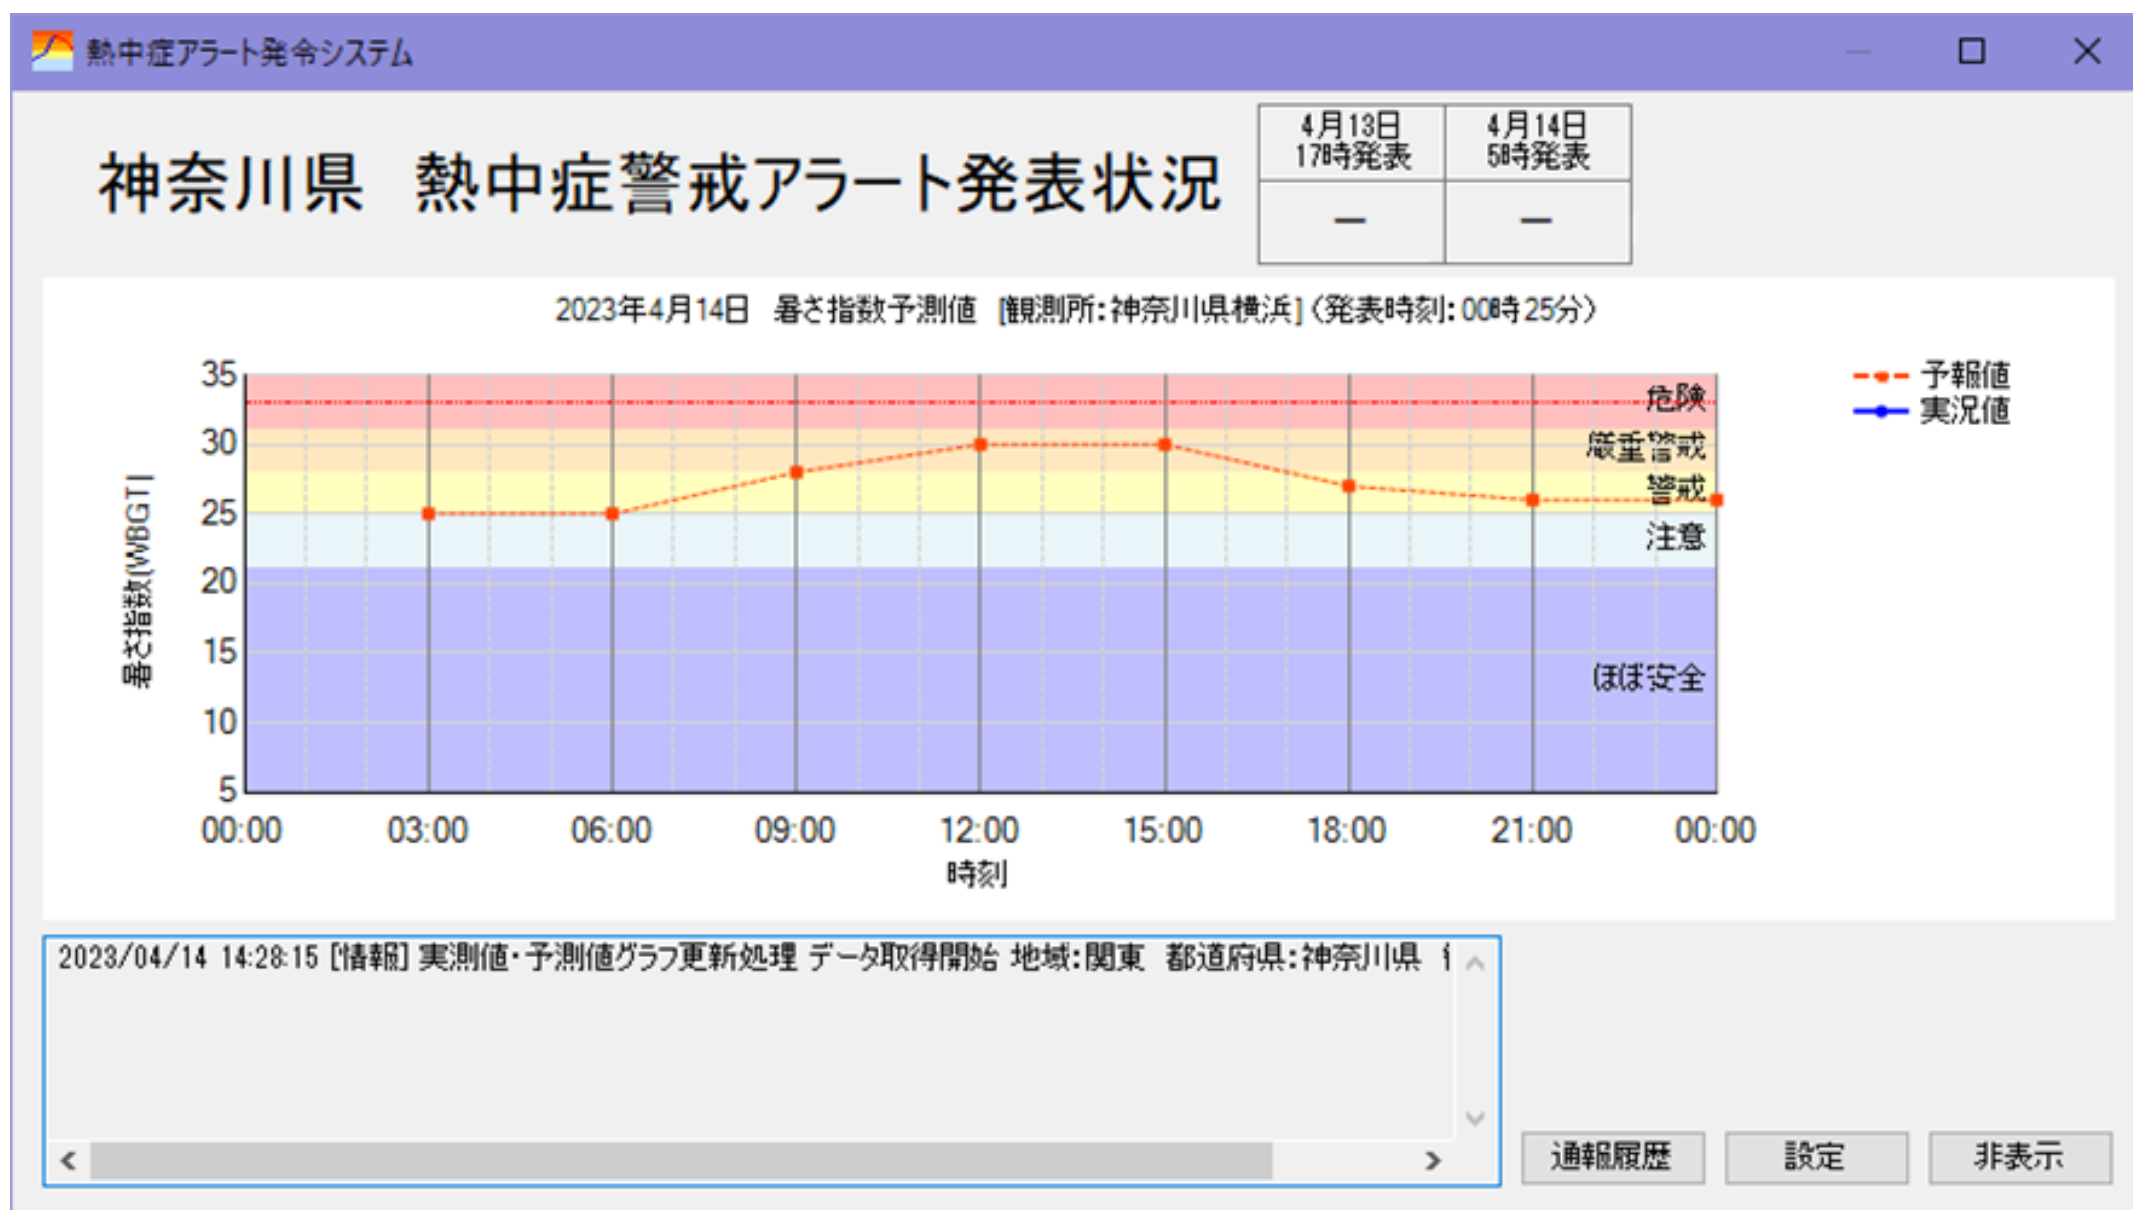 熱中症アラート発令システム
神奈川県 熱中症警戒アラート発表状況
4月13日
17時発表
4月14日
5時発表
－
－
2023年4月14日 暑さ指数予測値 [観測所:神奈川県横浜](発表時刻:00時25分)
予報値
実況値
暑さ指数(WBGT)
35
30
25
20
15
10
5
危険
厳重警戒
警戒
注意
ほぼ安全
00:00
03:00
06:00
09:00
12:00
15:00
18:00
21:00
00:00
時刻
2023/04/14 14:28:15 [情報] 実測値・予測値グラフ更新処理 データ取得開始 地域:関東 都道府県:神奈川県
通報履歴
設定
非表示